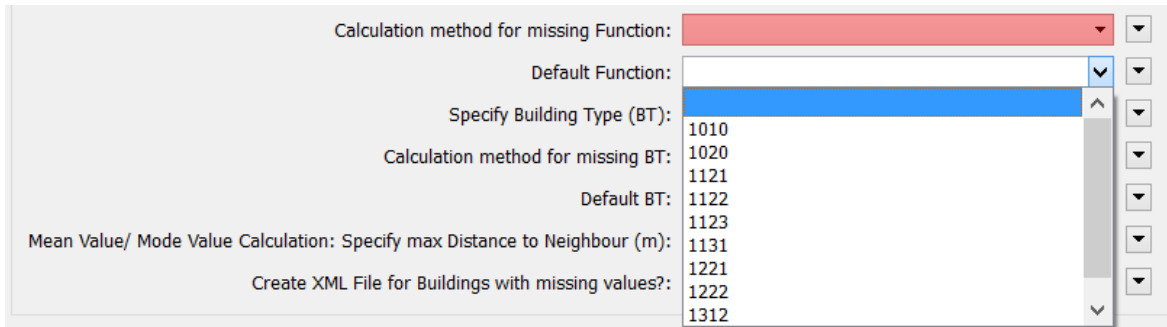 Calculation method for missing Function:
Default Function:
Specify Building Type (BT):
1010
Calculation method for missing BT:
1020
1121
Default BT:
1122
1123
Mean Value/ Mode Value Calculation: Specify max Distance to Neighbour (m):
1131
1221
Create XML File for Buildings with missing values?:
1222
1312